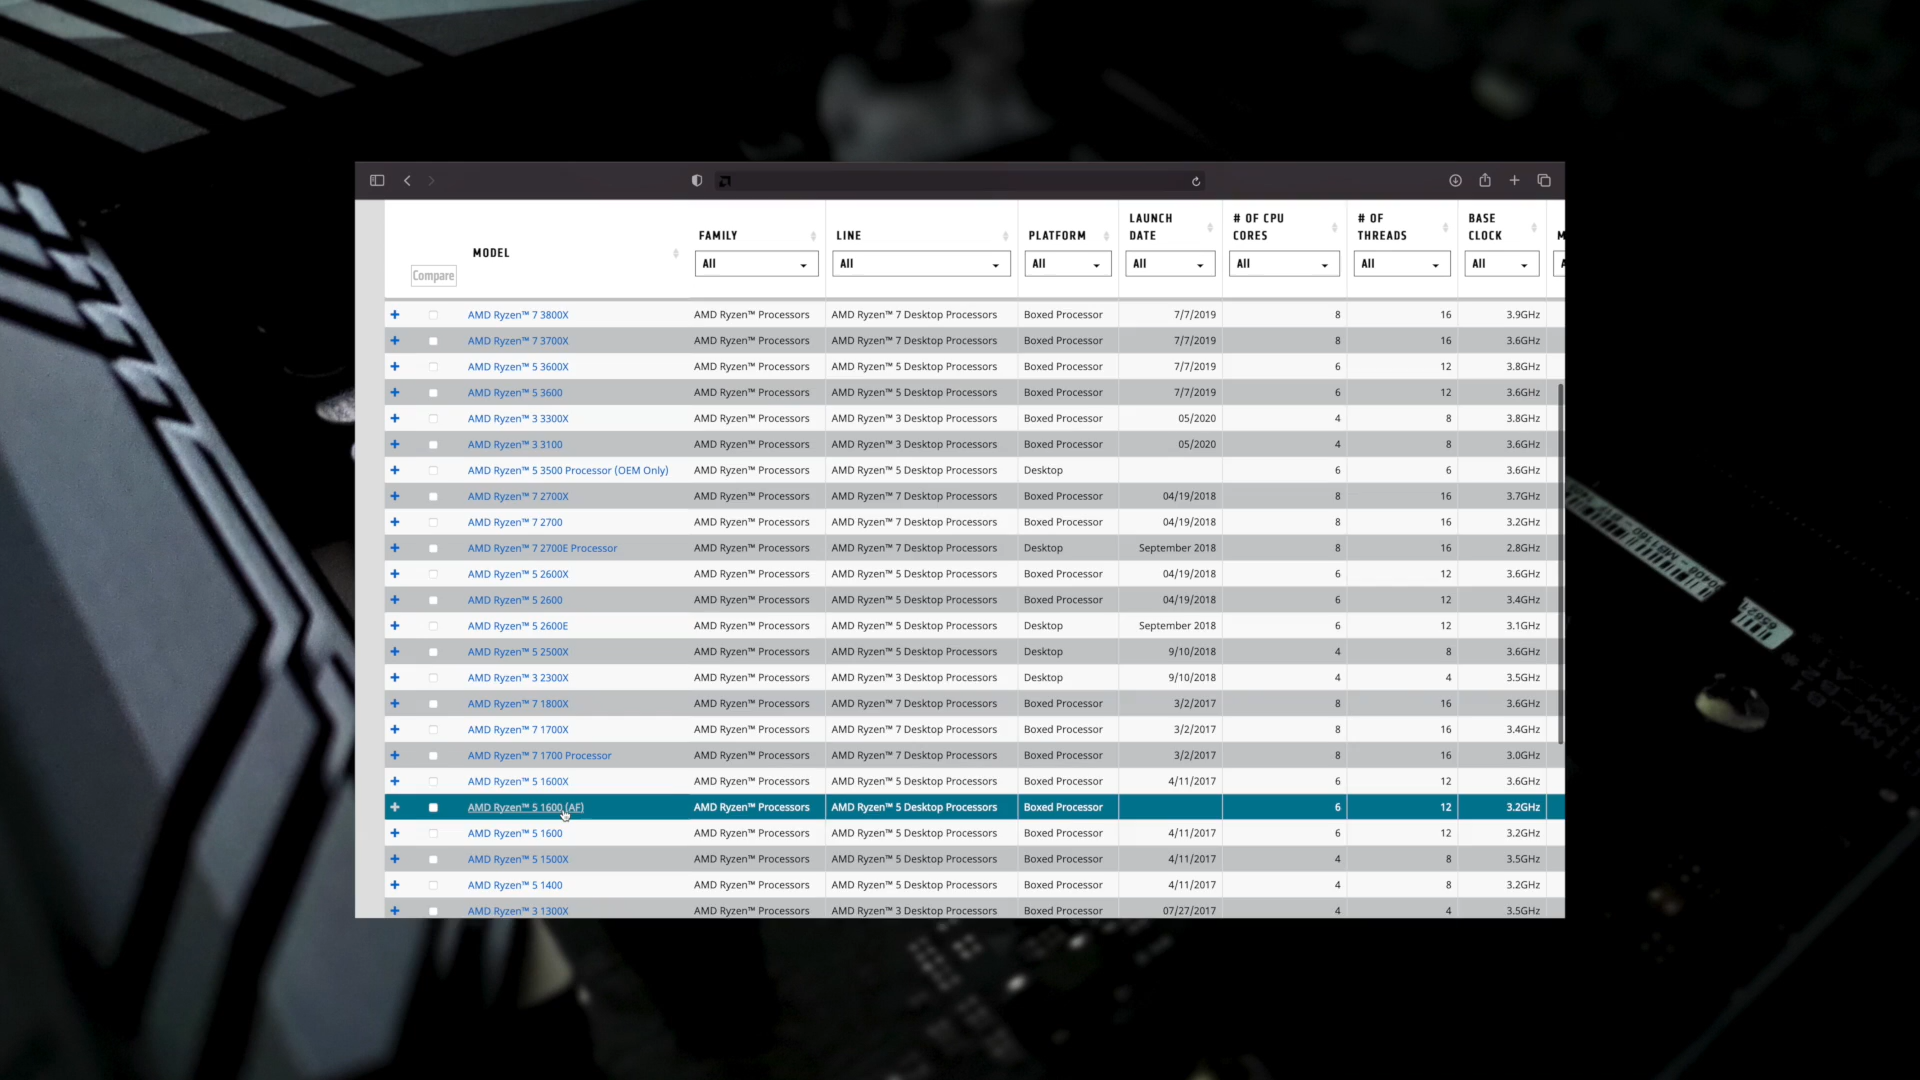 MODEL FAMILY LINE PLATFORM LAUNCH DATE # OF CPU CORES # OF THREADS BASE CLOCK
Compare All All All All All All All
AMD Ryzen™ 7 3800X AMD Ryzen™ Processors AMD Ryzen™ 7 Desktop Processors Boxed Processor 7/7/2019 8 16 3.9GHz
AMD Ryzen™ 7 3700X AMD Ryzen™ Processors AMD Ryzen™ 7 Desktop Processors Boxed Processor 7/7/2019 8 16 3.6GHz
AMD Ryzen™ 5 3600X AMD Ryzen™ Processors AMD Ryzen™ 5 Desktop Processors Boxed Processor 7/7/2019 6 12 3.8GHz
AMD Ryzen™ 5 3600 AMD Ryzen™ Processors AMD Ryzen™ 5 Desktop Processors Boxed Processor 7/7/2019 6 12 3.6GHz
AMD Ryzen™ 3 3300X AMD Ryzen™ Processors AMD Ryzen™ 3 Desktop Processors Boxed Processor 05/2020 4 8 3.8GHz
AMD Ryzen™ 3 3100 AMD Ryzen™ Processors AMD Ryzen™ 3 Desktop Processors Boxed Processor 05/2020 4 8 3.6GHz
AMD Ryzen™ 5 3500 Processor (OEM Only) AMD Ryzen™ Processors AMD Ryzen™ 5 Desktop Processors Desktop 6 6 3.6GHz
AMD Ryzen™ 7 2700X AMD Ryzen™ Processors AMD Ryzen™ 7 Desktop Processors Boxed Processor 04/19/2018 8 16 3.7GHz
AMD Ryzen™ 7 2700 AMD Ryzen™ Processors AMD Ryzen™ 7 Desktop Processors Boxed Processor 04/19/2018 8 16 3.2GHz
AMD Ryzen™ 7 2700E Processor AMD Ryzen™ Processors AMD Ryzen™ 7 Desktop Processors Desktop September 2018 8 16 2.8GHz
AMD Ryzen™ 5 2600X AMD Ryzen™ Processors AMD Ryzen™ 5 Desktop Processors Boxed Processor 04/19/2018 6 12 3.6GHz
AMD Ryzen™ 5 2600 AMD Ryzen™ Processors AMD Ryzen™ 5 Desktop Processors Boxed Processor 04/19/2018 6 12 3.4GHz
AMD Ryzen™ 5 2600E AMD Ryzen™ Processors AMD Ryzen™ 5 Desktop Processors Desktop September 2018 6 12 3.1GHz
AMD Ryzen™ 5 2500X AMD Ryzen™ Processors AMD Ryzen™ 5 Desktop Processors Desktop 9/10/2018 4 8 3.6GHz
AMD Ryzen™ 3 2300X AMD Ryzen™ Processors AMD Ryzen™ 3 Desktop Processors Desktop 9/10/2018 4 4 3.5GHz
AMD Ryzen™ 7 1800X AMD Ryzen™ Processors AMD Ryzen™ 7 Desktop Processors Boxed Processor 3/2/2017 8 16 3.6GHz
AMD Ryzen™ 7 1700X AMD Ryzen™ Processors AMD Ryzen™ 7 Desktop Processors Boxed Processor 3/2/2017 8 16 3.4GHz
AMD Ryzen™ 7 1700 Processor AMD Ryzen™ Processors AMD Ryzen™ 7 Desktop Processors Boxed Processor 3/2/2017 8 16 3.0GHz
AMD Ryzen™ 5 1600X AMD Ryzen™ Processors AMD Ryzen™ 5 Desktop Processors Boxed Processor 4/11/2017 6 12 3.6GHz
AMD Ryzen™ 5 1600 (AF) AMD Ryzen™ Processors AMD Ryzen™ 5 Desktop Processors Boxed Processor 6 12 3.2GHz
AMD Ryzen™ 5 1600 AMD Ryzen™ Processors AMD Ryzen™ 5 Desktop Processors Boxed Processor 4/11/2017 6 12 3.2GHz
AMD Ryzen™ 5 1500X AMD Ryzen™ Processors AMD Ryzen™ 5 Desktop Processors Boxed Processor 4/11/2017 4 8 3.5GHz
AMD Ryzen™ 5 1400 AMD Ryzen™ Processors AMD Ryzen™ 5 Desktop Processors Boxed Processor 4/11/2017 4 8 3.2GHz
AMD Ryzen™ 3 1300X AMD Ryzen™ Processors AMD Ryzen™ 3 Desktop Processors Boxed Processor 07/27/2017 4 4 3.5GHz